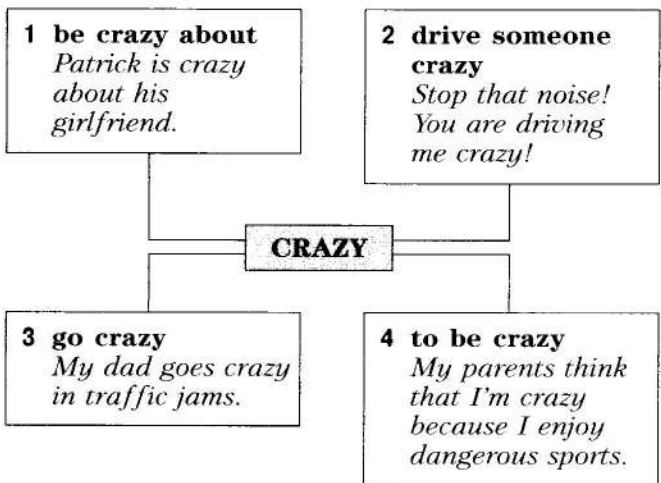 1 be crazy about
Patrick is crazy
about his
girlfriend.
2 drive someone
crazy
Stop that noise!
You are driving
me crazy!
CRAZY
3 go crazy
My dad goes crazy
in traffic jams.
4 to be crazy
My parents think
that I'm crazy
because I enjoy
dangerous sports.